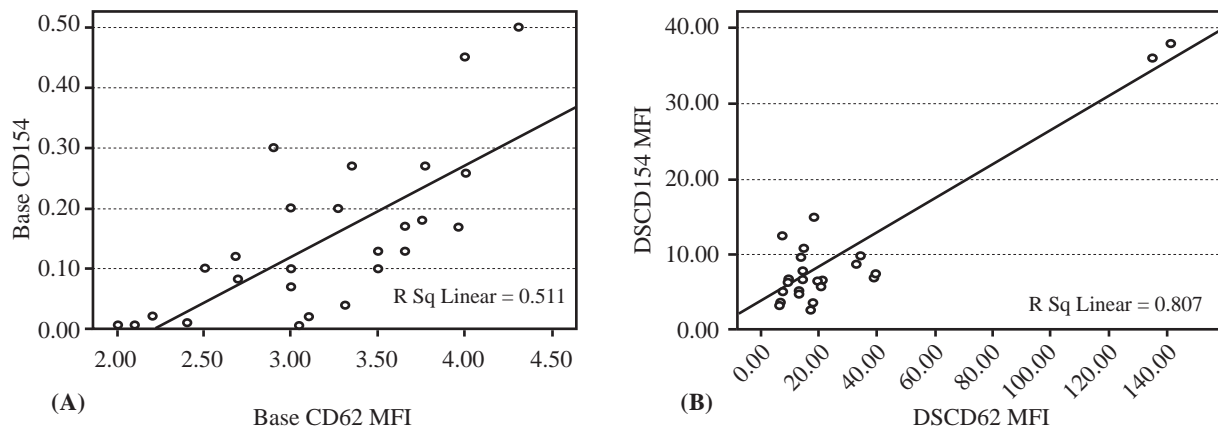 0.50
0.40
0.30
0.20
0.10
0.00
Base CD154
R Sq Linear = 0.511
2.00 2.50 3.00 3.50 4.00 4.50
(A)
Base CD62 MFI
40.00
30.00
20.00
10.00
0.00
DSCD154 MFI
R Sq Linear = 0.807
0.00 20.00 40.00 60.00 80.00 100.00 120.00 140.00
(B)
DSCD62 MFI